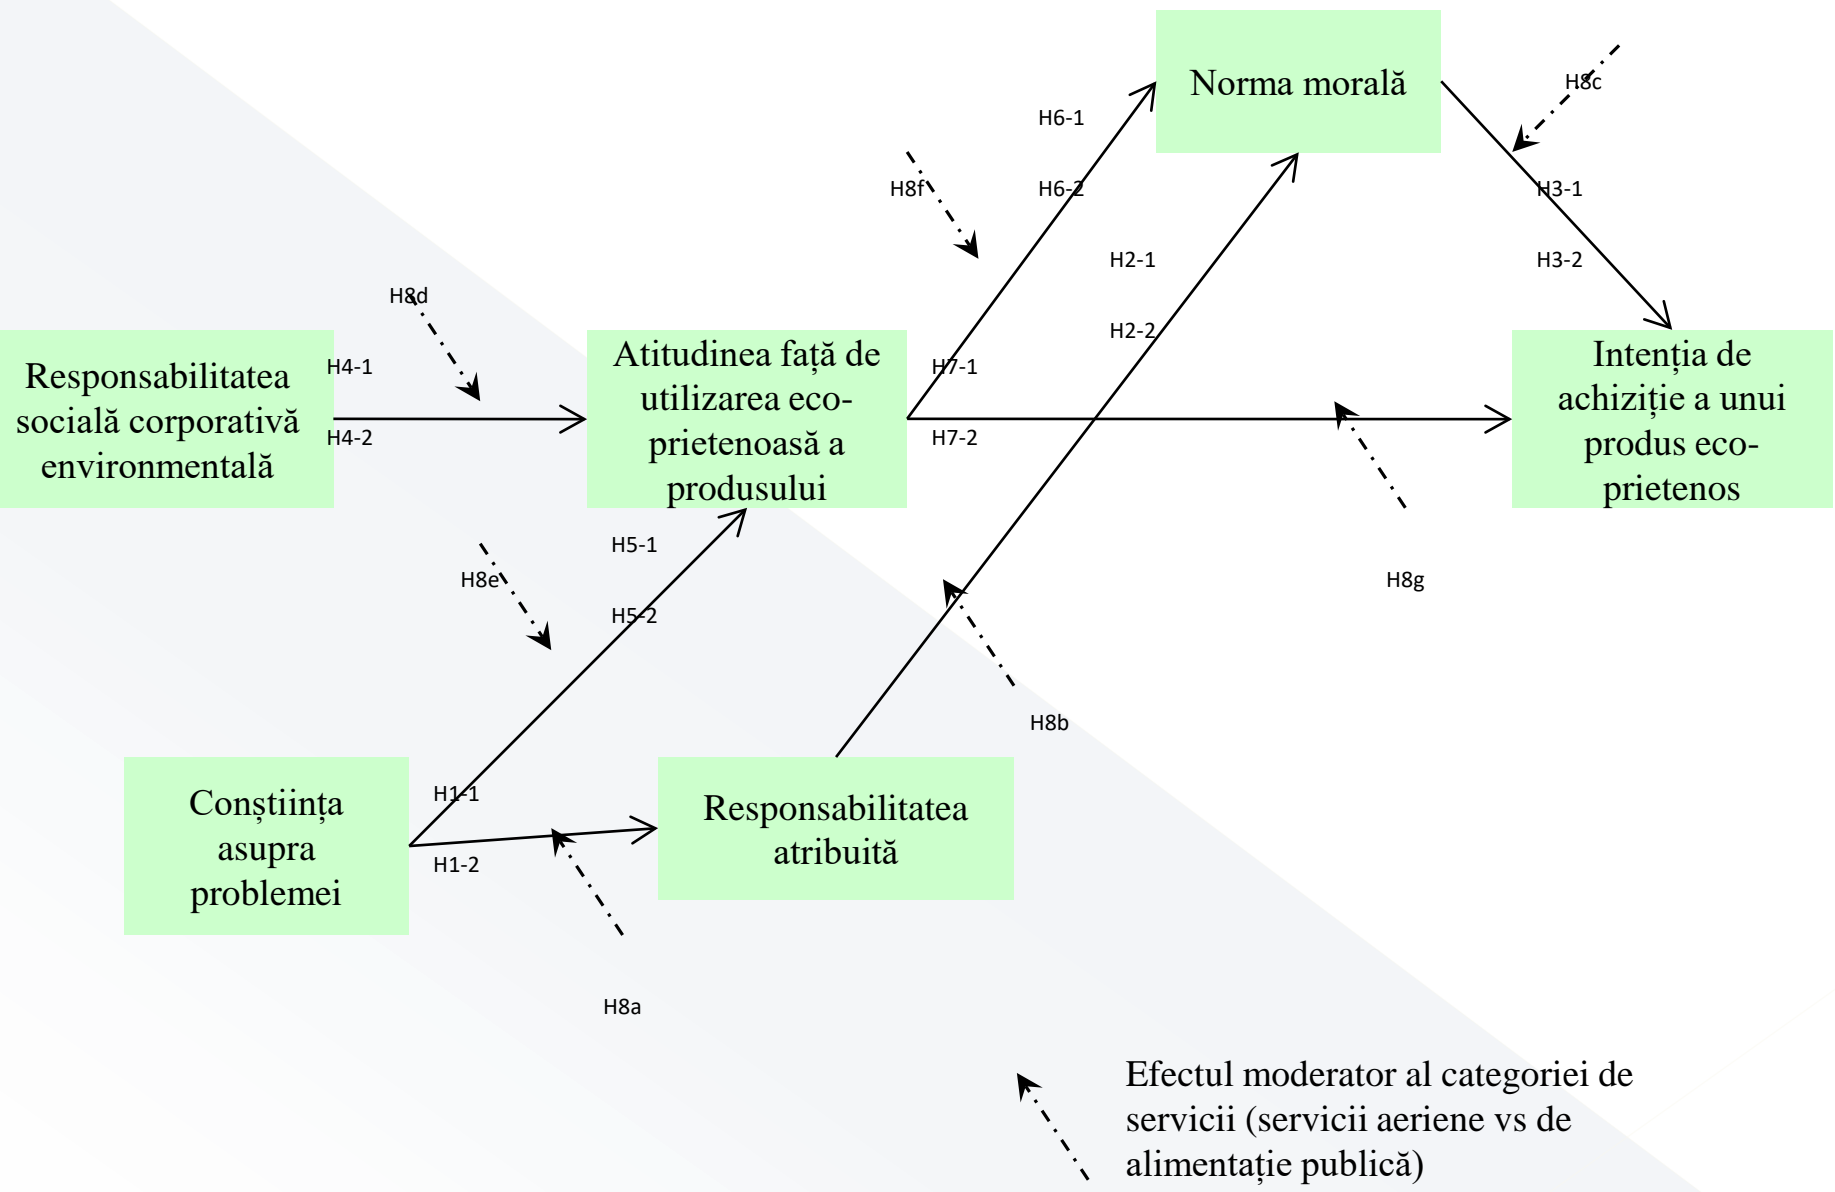 Norma morală
H8c
H6-1
H8f
H6-2
H3-1
H2-1
H3-2
H8d
H2-2
Responsabilitatea
socială corporativă
environmentală
H4-1
H4-2
Atitudinea față de
utilizarea eco-
prietenoasă a
produsului
H7-1
H7-2
Intenția de
achiziție a unui
produs eco-
prietenos
H5-1
H8e
H5-2
H8g
H8b
Conștiința
asupra
problemei
H1-1
H1-2
Responsabilitatea
atribuită
H8a
Efectul moderator al categoriei de
servicii (servicii aeriene vs de
alimentație publică)